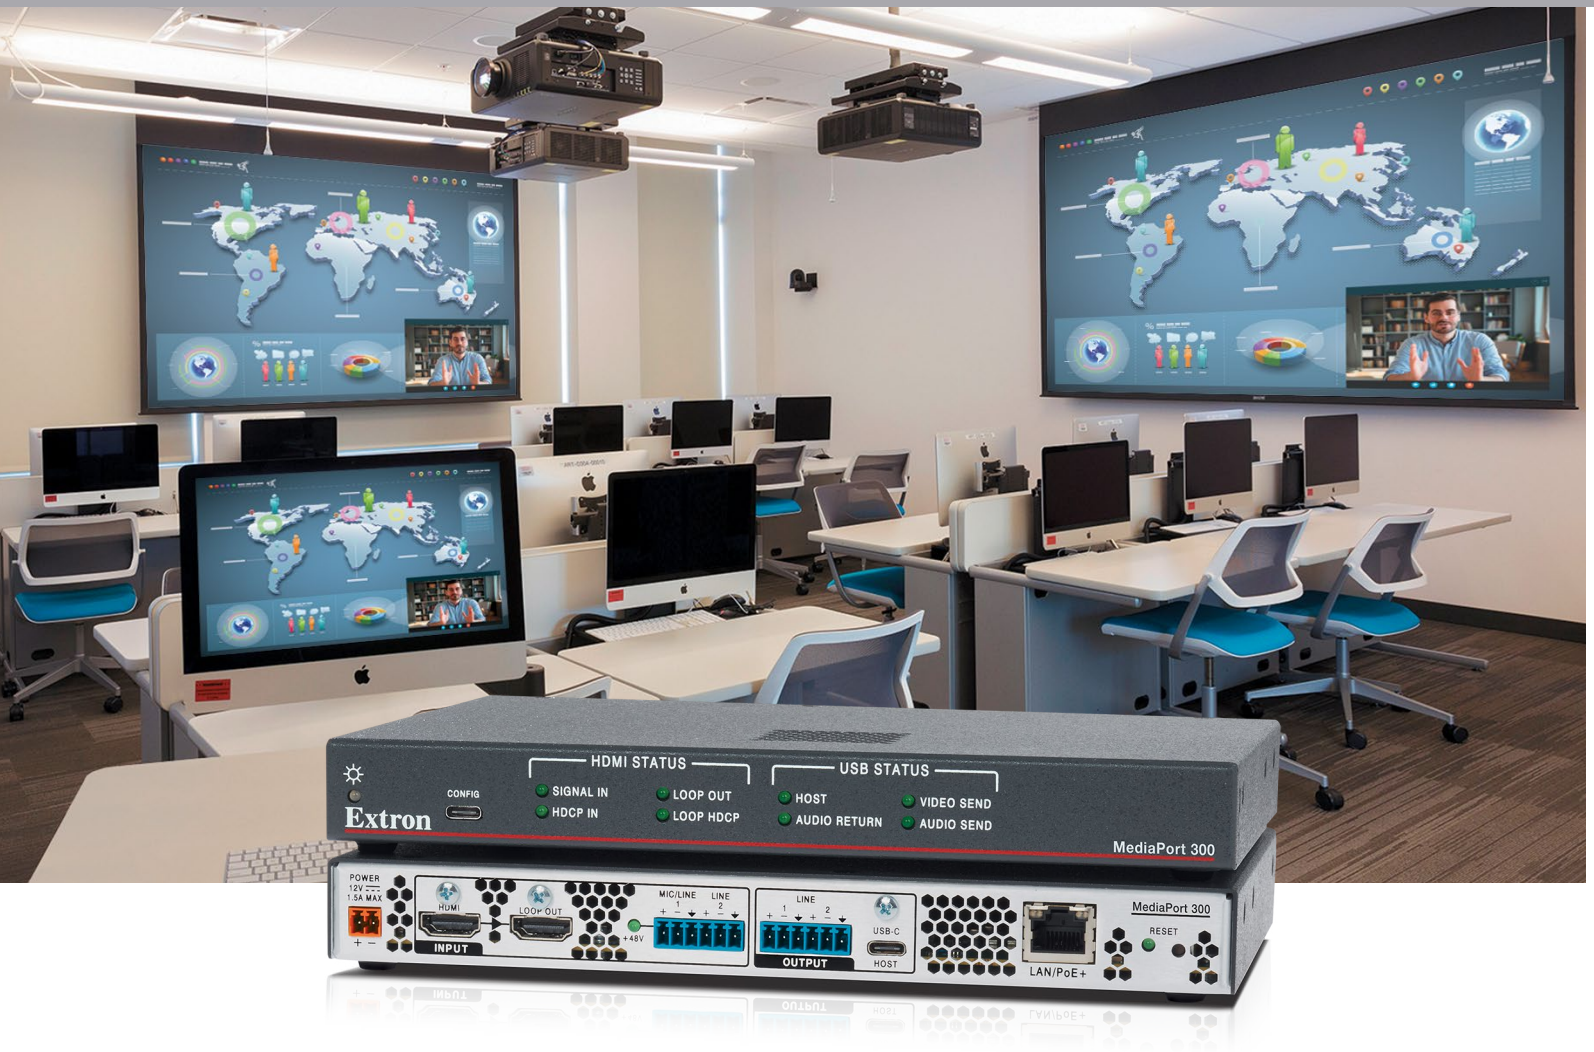 HDMI STATUS
SIGNAL IN
HDCP IN
LOOP OUT
LOOP HDCP
USB STATUS
HOST
AUDIO RETURN
VIDEO SEND
AUDIO SEND
CONFIG
Extron
MediaPort 300
POWER
12V
1.5A MAX
+ −
HDMI
LOOP OUT
INPUT
+48V
MIC/LINE
1
LINE
2
+ − + −
LINE
1 2
+ − + −
OUTPUT
USB-C
HOST
LAN/PoE+
MediaPort 300
RESET